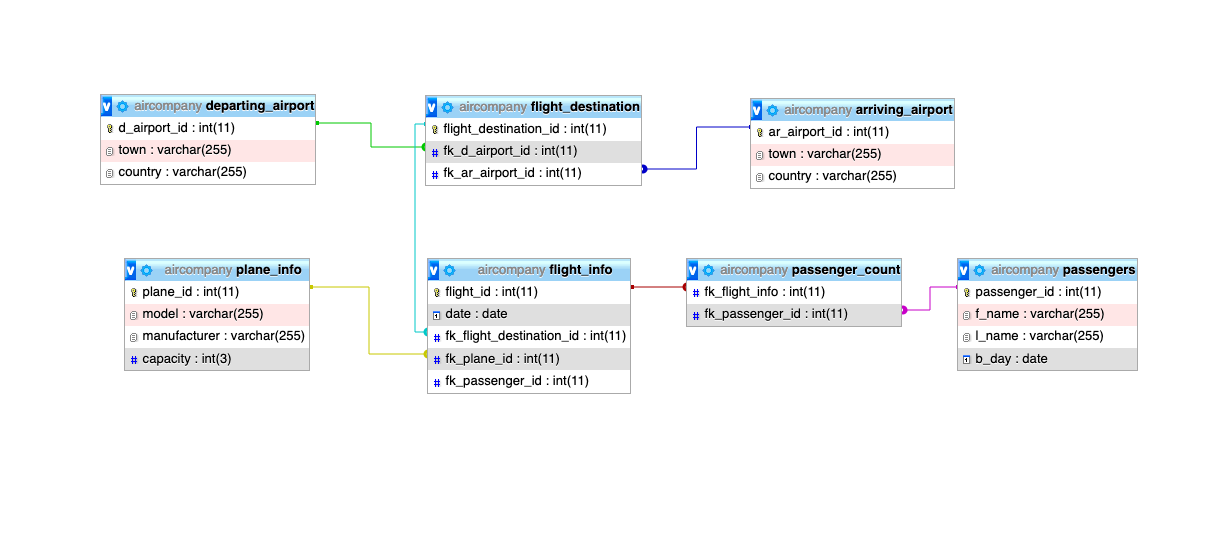 aircompany departing_airport
d_airport_id : int(11)
town : varchar(255)
country : varchar(255)
aircompany flight_destination
flight_destination_id : int(11)
fk_d_airport_id : int(11)
fk_ar_airport_id : int(11)
aircompany arriving_airport
ar_airport_id : int(11)
town : varchar(255)
country : varchar(255)
aircompany plane_info
plane_id : int(11)
model : varchar(255)
manufacturer : varchar(255)
capacity : int(3)
aircompany flight_info
flight_id : int(11)
date : date
fk_flight_destination_id : int(11)
fk_plane_id : int(11)
fk_passenger_id : int(11)
aircompany passenger_count
fk_flight_info : int(11)
fk_passenger_id : int(11)
aircompany passengers
passenger_id : int(11)
f_name : varchar(255)
l_name : varchar(255)
b_day : date